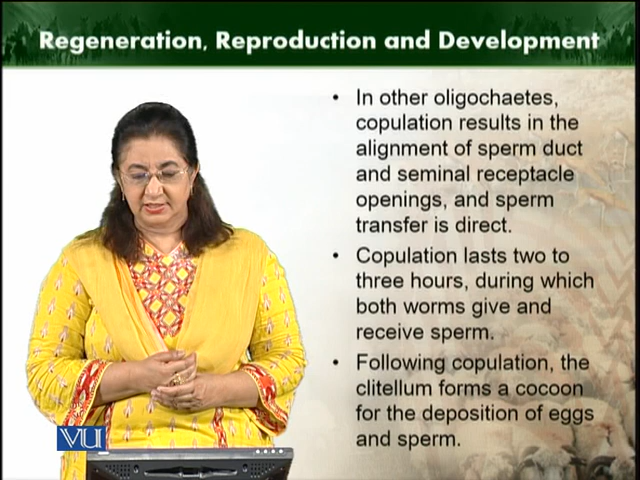 Regeneration, Reproduction and Development
• In other oligochaetes,
copulation results in the
alignment of sperm duct
and seminal receptacle
openings, and sperm
transfer is direct.
• Copulation lasts two to
three hours, during which
both worms give and
receive sperm.
• Following copulation, the
clitellum forms a cocoon
for the deposition of eggs
and sperm.
VU